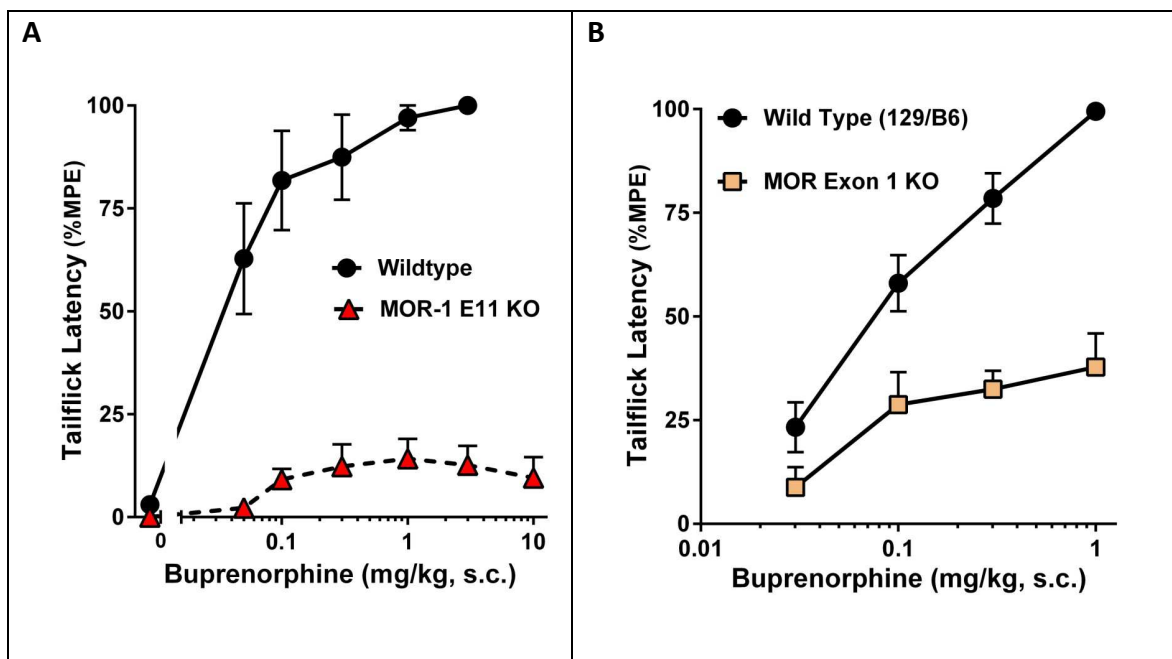 A
Tailflick Latency (%MPE)
100
75
50
25
0
Wildtype
MOR-1 E11 KO
0
0.1
1
10
Buprenorphine (mg/kg, s.c.)
B
Tailflick Latency (%MPE)
100
75
50
25
0
Wild Type (129/B6)
MOR Exon 1 KO
0.01
0.1
1
Buprenorphine (mg/kg, s.c.)